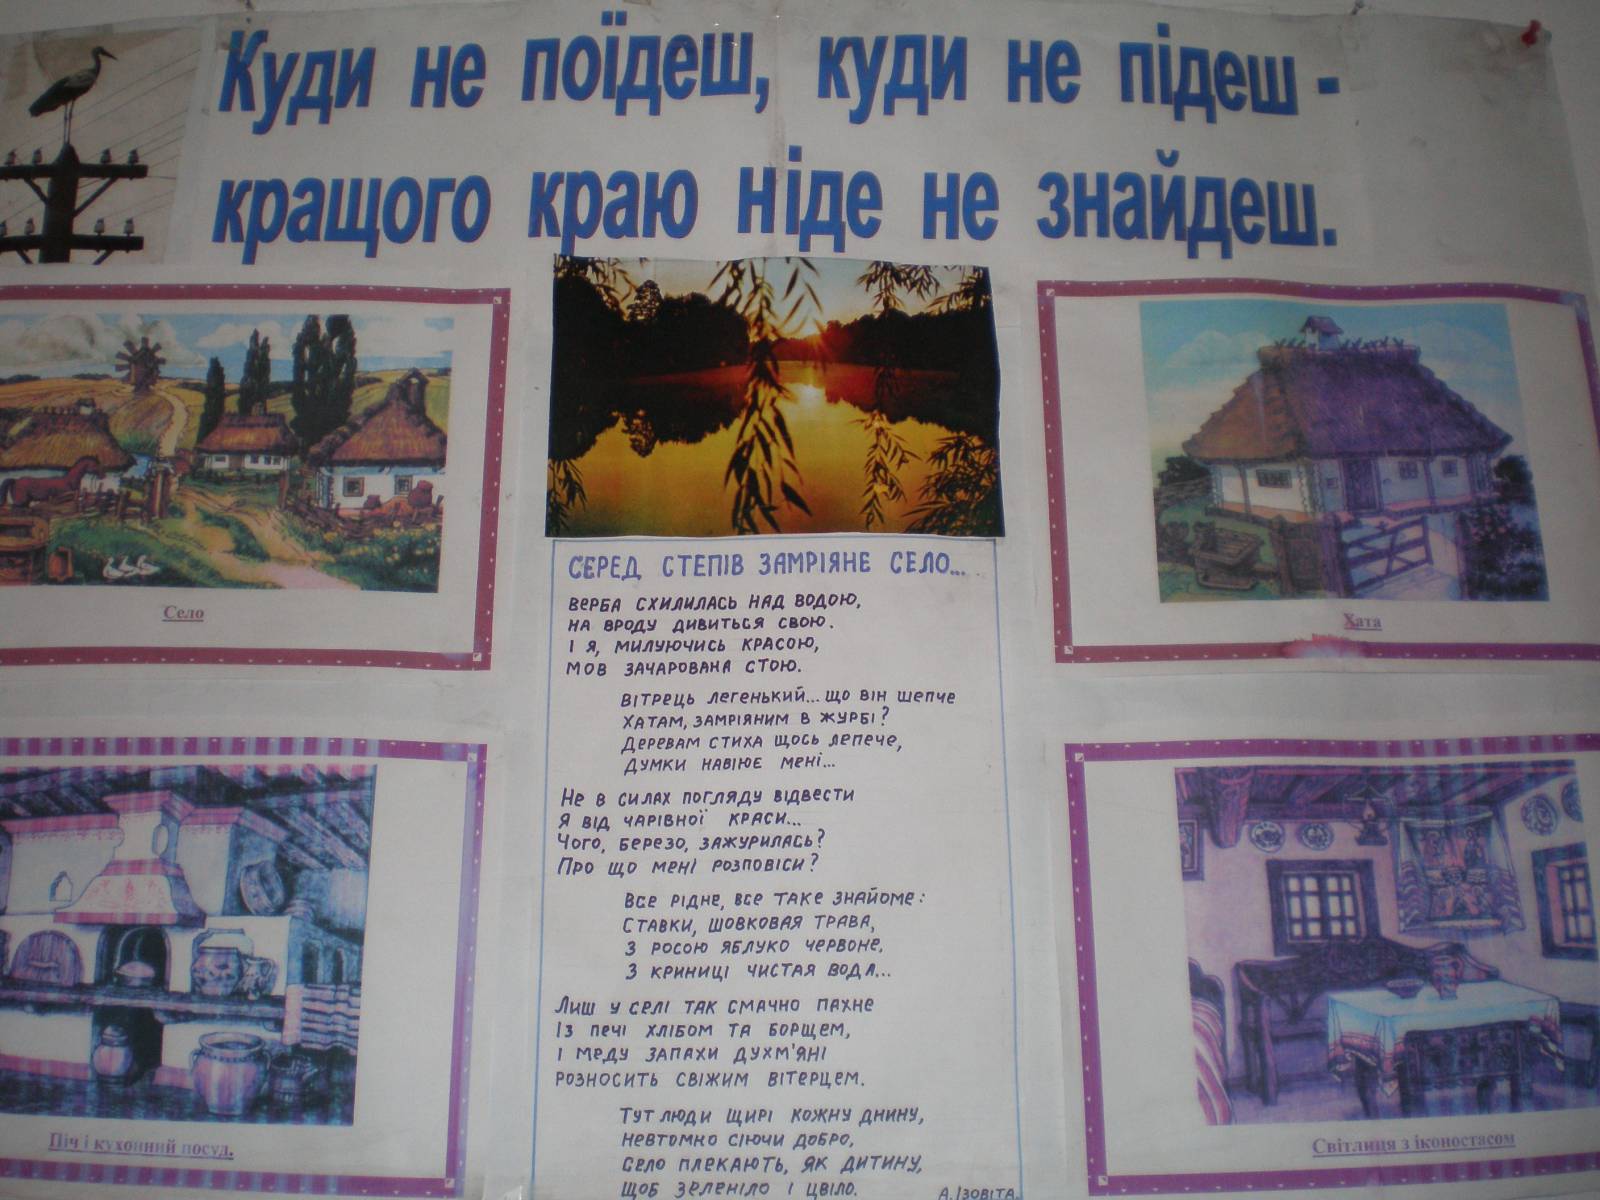 Куди не поїдеш, куди не підеш -
кращого краю ніде не знайдеш.
Село
Хата
СЕРЕД СТЕПІВ ЗАМРІЯНЕ СЕЛО...
ВЕРБА СХИЛИЛАСЬ НАД ВОДОЮ,
НА ВРОДУ ДИВИТЬСЯ СВОЮ.
І Я, МИЛУЮЧИСЬ КРАСОЮ,
МОВ ЗАЧАРОВАНА СТОЮ.
ВІТРЕЦЬ ЛЕГЕНЬКИЙ... ЩО ВІН ШЕПЧЕ
ХАТАМ, ЗАМРІЯНИМ В ЖУРБІ?
ДЕРЕВАМ СТИХА ЩОСЬ ЛЕПЕЧЕ,
ДУМКИ НАВІЮЄ МЕНІ...
НЕ В СИЛАХ ПОГЛЯДУ ВІДВЕСТИ
Я ВІД ЧАРІВНОЇ КРАСИ...
ЧОГО, БЕРЕЗО, ЗАЖУРИЛАСЬ?
ПРО ЩО МЕНІ РОЗПОВІСИ?
ВСЕ РІДНЕ, ВСЕ ТАКЕ ЗНАЙОМЕ:
СТАВКИ, ШОВКОВАЯ ТРАВА,
З РОСОЮ ЯБЛУКО ЧЕРВОНЕ,
З КРИНИЦІ ЧИСТАЯ ВОДА...
ЛИШ У СЕЛІ ТАК СМАЧНО ПАХНЕ
ІЗ ПЕЧІ ХЛІБОМ ТА БОРЩЕМ,
І МЕДУ ЗАПАХИ ДУХМ'ЯНІ
РОЗНОСИТЬ СВІЖИМ ВІТЕРЦЕМ.
ТУТ ЛЮДИ ЩИРІ КОЖНУ ДНИНУ,
НЕВТОМНО СІЮЧИ ДОБРО,
СЕЛО ПЛЕКАЮТЬ, ЯК ДИТИНУ,
ЩОБ ЗЕЛЕНІЛО І ЦВІЛО.
А.ІЗОВІТА.
Піч і кухонний посуд.
Світлиця з іконостасом